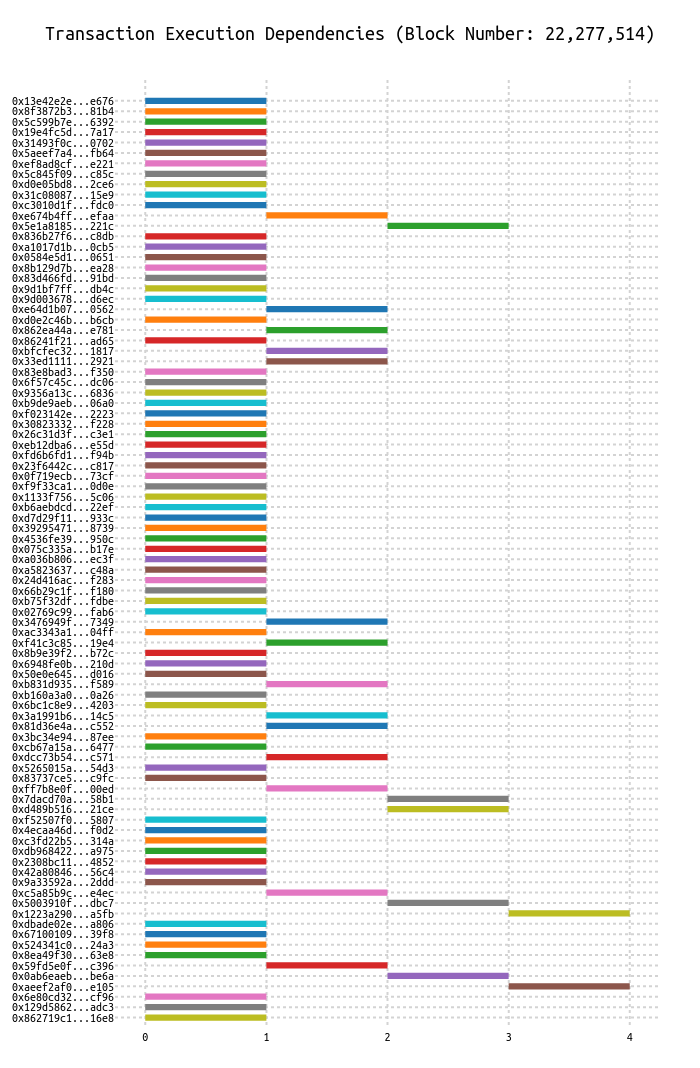 Transaction Execution Dependencies (Block Number: 22,277,514)
0x13e42e2e...e676
0x8f3872b3...81b4
0x5c599b7e...6392
0x19e4fc5d...7a17
0x31493f0c...0702
0x5aeef7a4...fb64
0xef8ad8cf...e221
0x5c845f09...c85c
0xd0e05bd8...2ce6
0x31c08087...15e9
0xc3010d1f...fdc0
0xe674b4ff...efaa
0x5e1a8185...221c
0x836b27f6...c8db
0xa1017d1b...0cb5
0x0584e5d1...0651
0x8b129d7b...ea28
0x83d466fd...91bd
0x9d1bf7ff...db4c
0x9d003678...d6ec
0xe64d1b07...0562
0xd0e2c46b...b6cb
0x862ea44a...e781
0x86241f21...ad65
0xbfcfec32...1817
0x33ed1111...2921
0x83e8bad3...f350
0x6f57c45c...dc06
0x9356a13c...6836
0xb9de9aeb...06a0
0xf023142e...2223
0x30823332...f228
0x26c31d3f...c3e1
0xeb12dba6...e55d
0xfd6b6fd1...f94b
0x23f6442c...c817
0x0f719ecb...73cf
0xf9f33ca1...0d0e
0x1133f756...5c06
0xb6aebdcd...22ef
0xd7d29f11...933c
0x39295471...8739
0x4536fe39...950c
0x075c335a...b17e
0xa036b806...ec3f
0xa5823637...c48a
0x24d416ac...f283
0x66b29c1f...f180
0xb75f32df...fdbe
0x02769c99...fab6
0x3476949f...7349
0xac3343a1...04ff
0xf41c3c85...19e4
0x8b9e39f2...b72c
0x6948fe0b...210d
0x50e0e645...d016
0xb831d935...f589
0xb160a3a0...0a26
0x6bc1c8e9...4203
0x3a1991b6...14c5
0x81d36e4a...c552
0x3bc34e94...87ee
0xcb67a15a...6477
0xdcc73b54...c571
0x5265015a...54d3
0x83737ce5...c9fc
0xff7b8e0f...00ed
0x7dacd70a...58b1
0xd489b516...21ce
0xf52507f0...5807
0x4ecaa46d...f0d2
0xc3fd22b5...314a
0xdb968422...a975
0x2308bc11...4852
0x42a80846...56c4
0x9a33592a...2ddd
0xc5a85b9c...e4ec
0x5003910f...dbc7
0x1223a290...a5fb
0xdbade02e...a806
0x67100109...39f8
0x524341c0...24a3
0x8ea49f30...63e8
0x59fd5e0f...c396
0x0ab6eaeb...be6a
0xaeef2af0...e105
0x6e80cd32...cf96
0x129d5862...adc3
0x862719c1...16e8
0 1 2 3 4